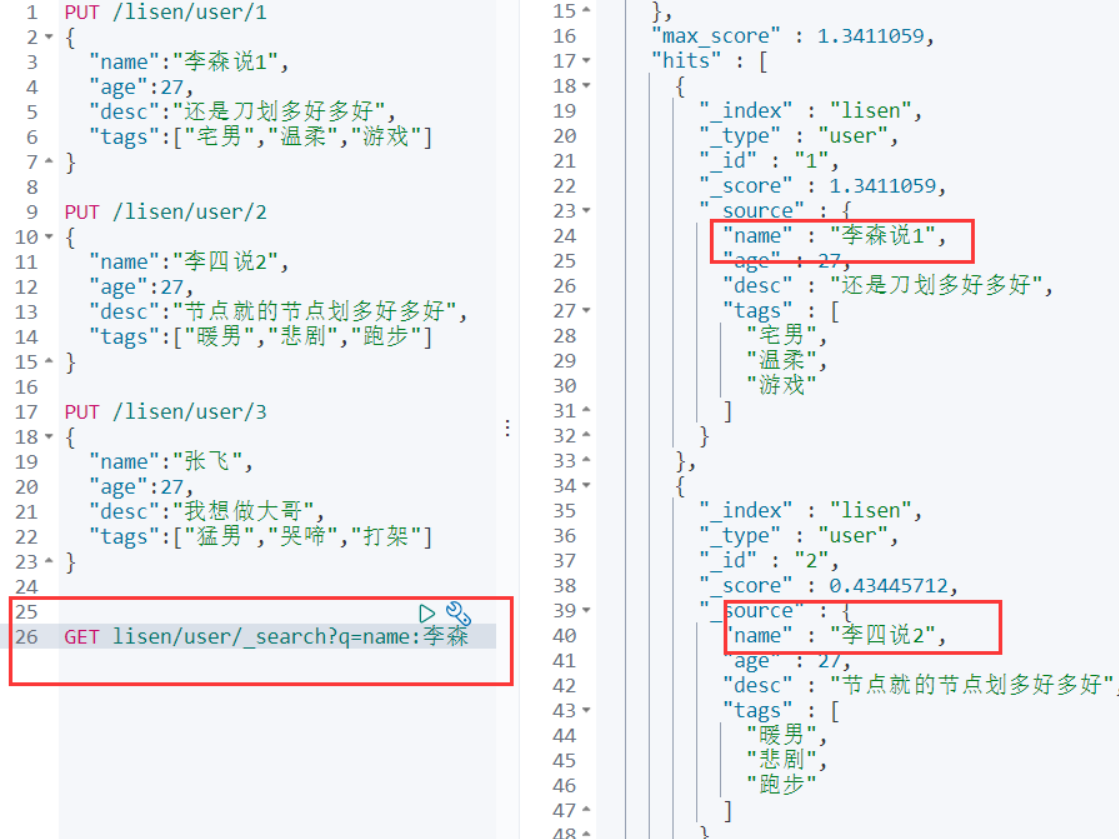 1 PUT /lisen/user/1
2 {
3 "name":"李森说1",
4 "age":27,
5 "desc":"还是刀划多好多好",
6 "tags":["宅男","温柔","游戏"]
7 }
8
9 PUT /lisen/user/2
10 {
11 "name":"李四说2",
12 "age":27,
13 "desc":"节点就的节点划多好多好",
14 "tags":["暖男","悲剧","跑步"]
15 }
16
17 PUT /lisen/user/3
18 {
19 "name":"张飞",
20 "age":27,
21 "desc":"我想做大哥",
22 "tags":["猛男","哭啼","打架"]
23 }
24
25
26 GET lisen/user/_search?q=name:李森
15 },
16 "max_score" : 1.3411059,
17 "hits" : [
18 {
19 "_index" : "lisen",
20 "_type" : "user",
21 "_id" : "1",
22 "_score" : 1.3411059,
23 "_source" : {
24 "name" : "李森说1",
25 "age" : 27,
26 "desc" : "还是刀划多好多好",
27 "tags" : [
28 "宅男",
29 "温柔",
30 "游戏"
31 ]
32 }
33 },
34 {
35 "_index" : "lisen",
36 "_type" : "user",
37 "_id" : "2",
38 "_score" : 0.43445712,
39 "_source" : {
40 "name" : "李四说2",
41 "age" : 27,
42 "desc" : "节点就的节点划多好多好",
43 "tags" : [
44 "暖男",
45 "悲剧",
46 "跑步"
47 ]
48 }